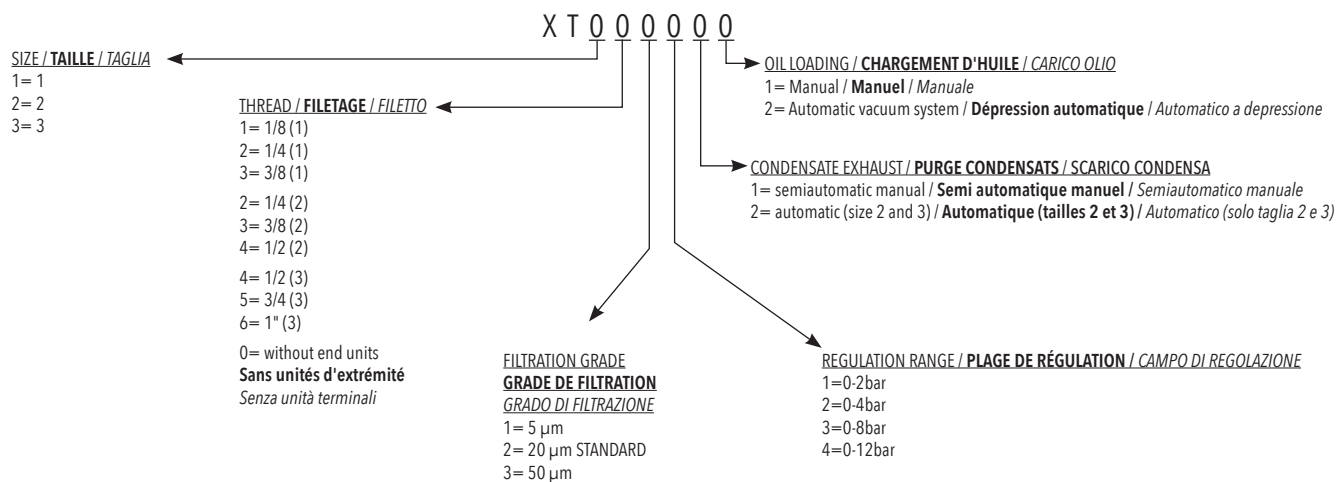 X T 0 0 0 0 0 0
SIZE / TAILLE / TAGLIA
1= 1
2= 2
3= 3
THREAD / FILETAGE / FILETTO
1= 1/8 (1)
2= 1/4 (1)
3= 3/8 (1)
2= 1/4 (2)
3= 3/8 (2)
4= 1/2 (2)
4= 1/2 (3)
5= 3/4 (3)
6= 1" (3)
0= without end units
Sans unités d'extrémité
Senza unità terminali
FILTRATION GRADE
GRADE DE FILTRATION
GRADO DI FILTRAZIONE
1= 5 µm
2= 20 µm STANDARD
3= 50 µm
REGULATION RANGE / PLAGE DE RÉGULATION / CAMPO DI REGOLAZIONE
1=0-2bar
2=0-4bar
3=0-8bar
4=0-12bar
CONDENSATE EXHAUST / PURGE CONDENSATS / SCARICO CONDENSA
1= semiautomatic manual / Semi automatique manuel / Semiautomatico manuale
2= automatic (size 2 and 3) / Automatique (tailles 2 et 3) / Automatico (solo taglia 2 e 3)
OIL LOADING / CHARGEMENT D'HUILE / CARICO OLIO
1= Manual / Manuel / Manuale
2= Automatic vacuum system / Dépression automatique / Automatico a depressione